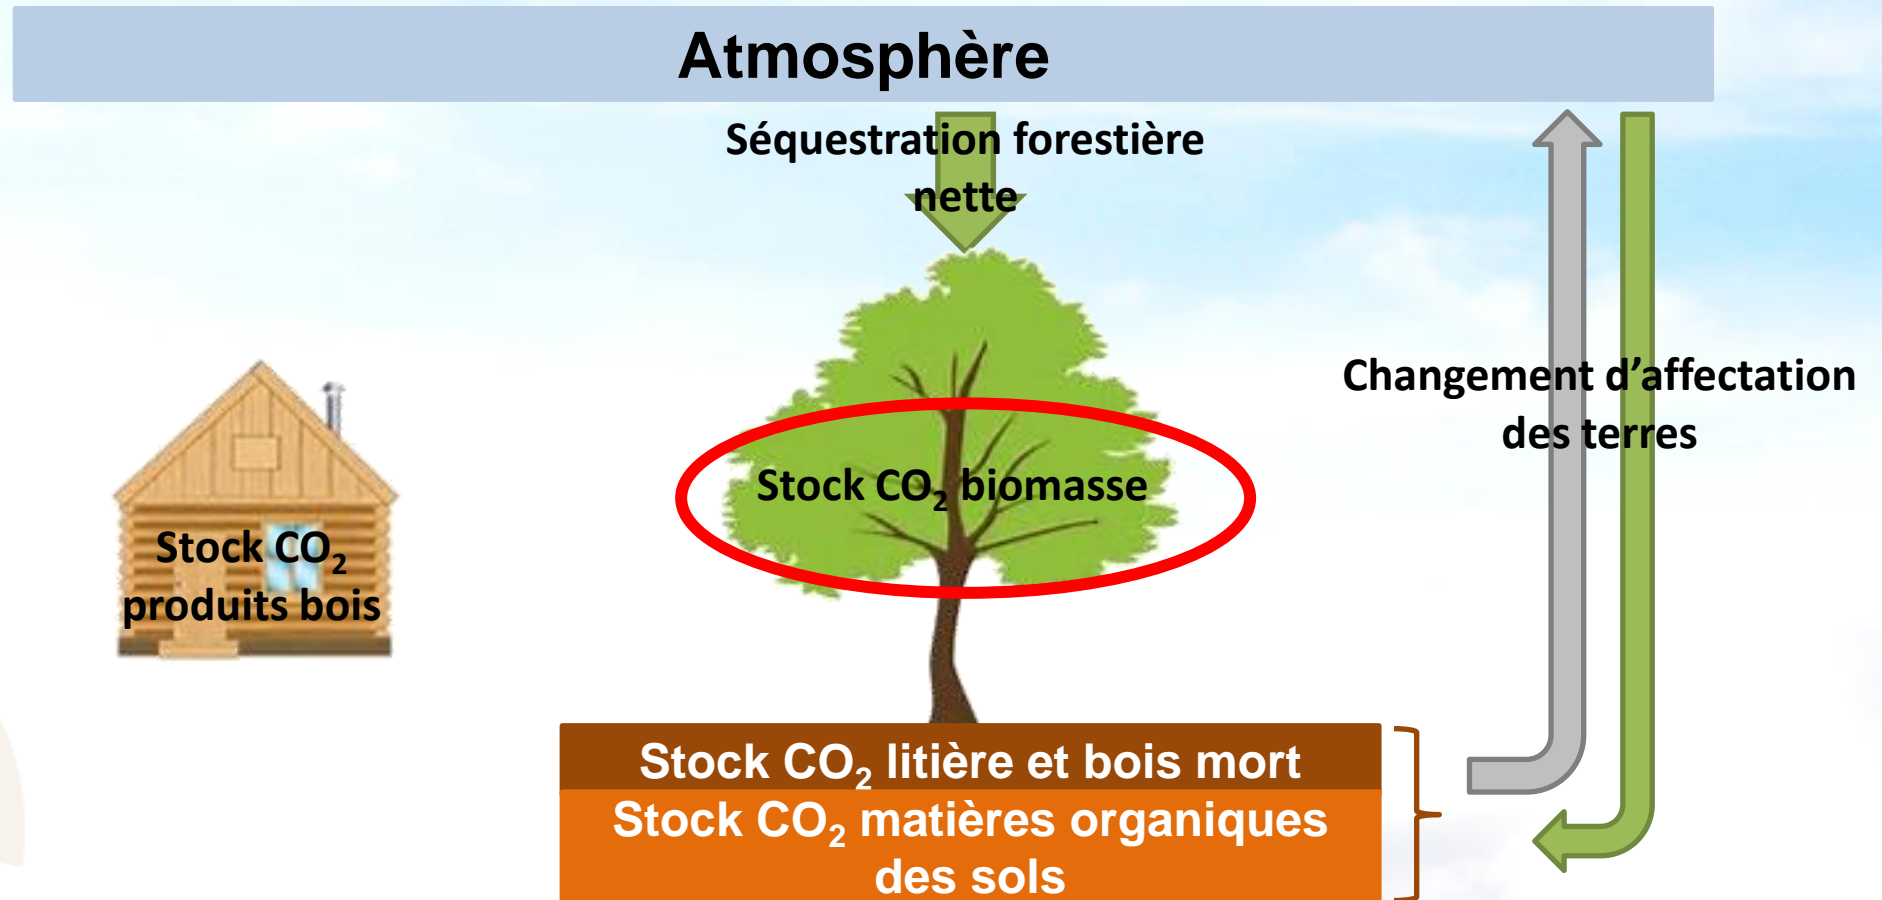 Atmosphère
Séquestration forestière
nette
Changement d’affectation
des terres
Stock CO₂ biomasse
Stock CO₂
produits bois
Stock CO₂ litière et bois mort
Stock CO₂ matières organiques
des sols